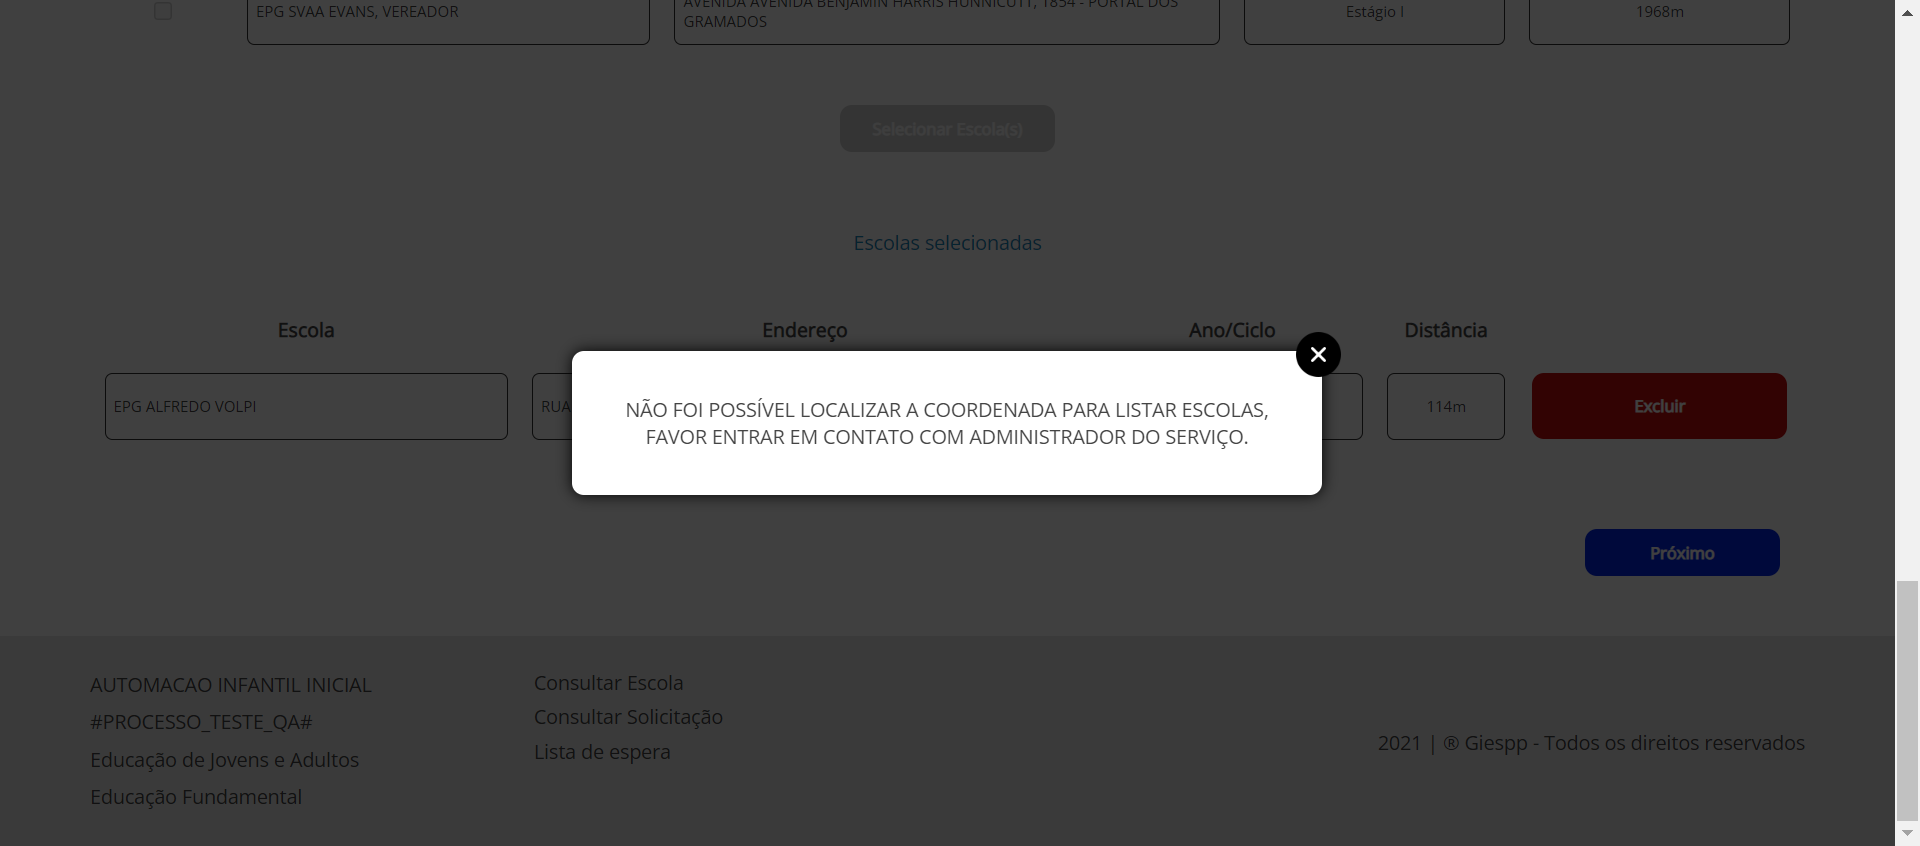 EPG SVAA EVANS, VEREADOR
AVENIDA AVENIDA BENJAMIN HARRIS HUNNICUTT, 1854 - PORTAL DOS
GRAMADOS
Estágio I
1968m
Selecionar Escola(s)
Escolas selecionadas
Escola
Endereço
Ano/Ciclo
Distância
EPG ALFREDO VOLPI
RUA
114m
Excluir
NÃO FOI POSSÍVEL LOCALIZAR A COORDENADA PARA LISTAR ESCOLAS,
FAVOR ENTRAR EM CONTATO COM ADMINISTRADOR DO SERVIÇO.
Próximo
AUTOMACAO INFANTIL INICIAL
#PROCESSO_TESTE_QA#
Educação de Jovens e Adultos
Educação Fundamental
Consultar Escola
Consultar Solicitação
Lista de espera
2021 | ® Giespp - Todos os direitos reservados